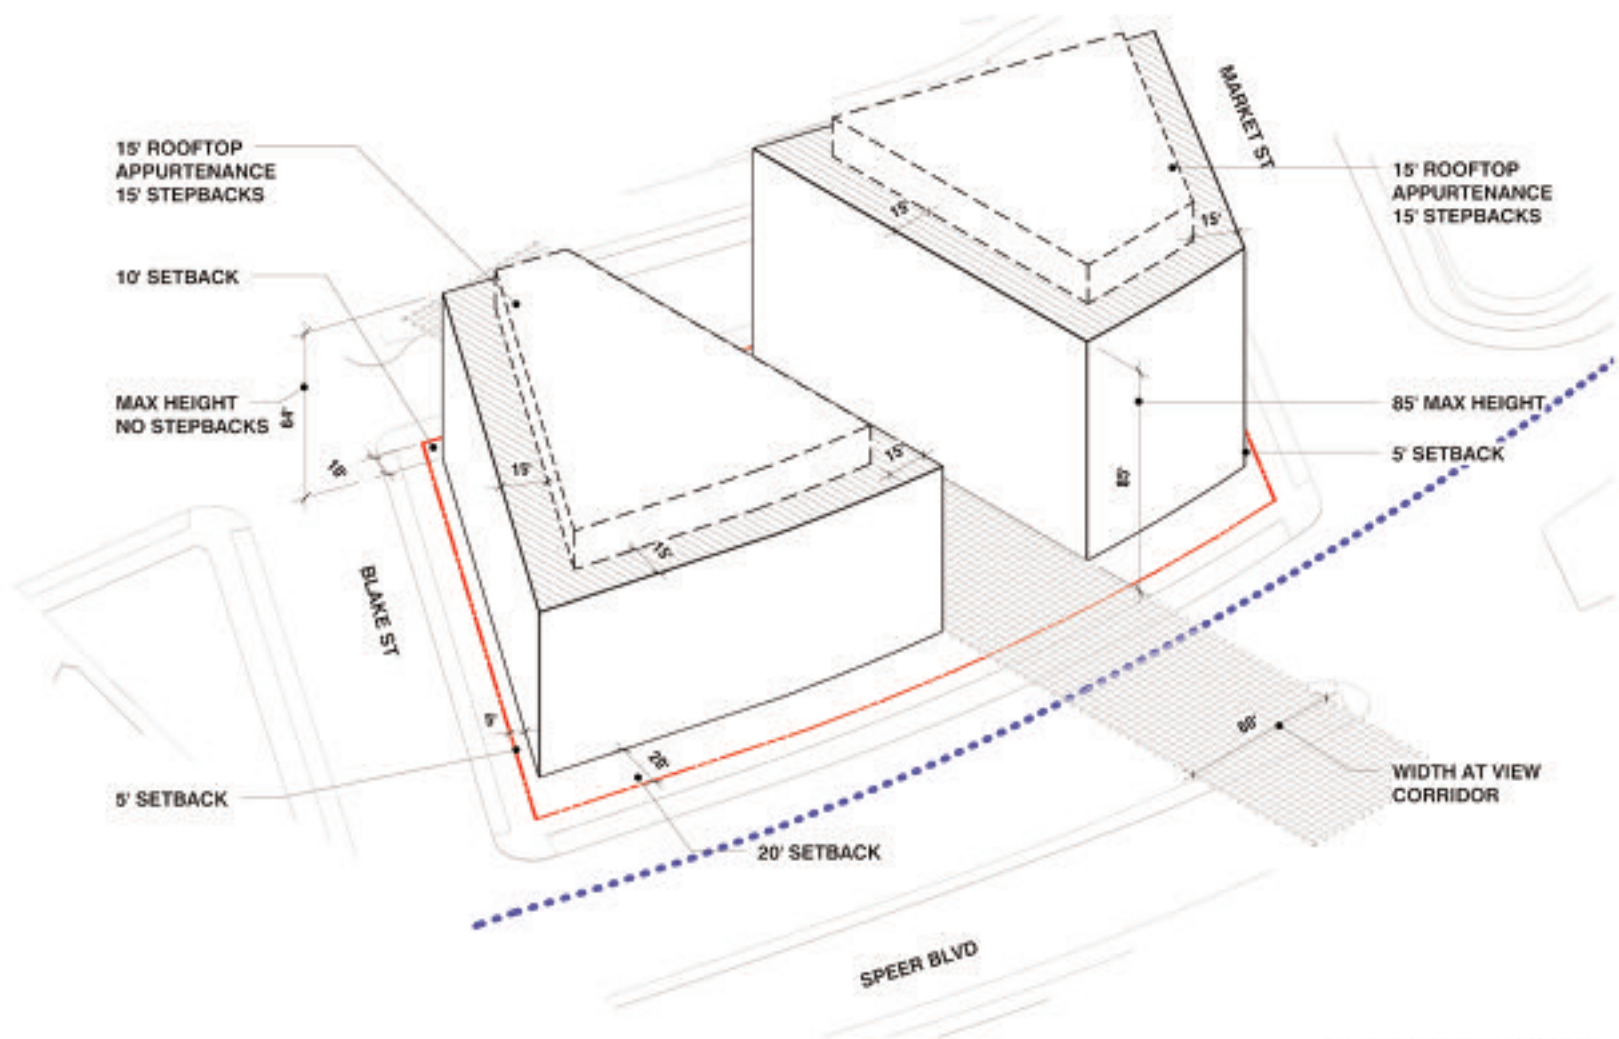 MARKET ST
15' ROOFTOP
APPURTENANCE
15' STEPBACKS
15' ROOFTOP
APPURTENANCE
15' STEPBACKS
15'
15'
10' SETBACK
MAX HEIGHT
NO STEPBACKS
64'
85' MAX HEIGHT
5' SETBACK
15'
15'
85'
15'
BLAKE ST
5' SETBACK
WIDTH AT VIEW
CORRIDOR
20' SETBACK
SPEER BLVD